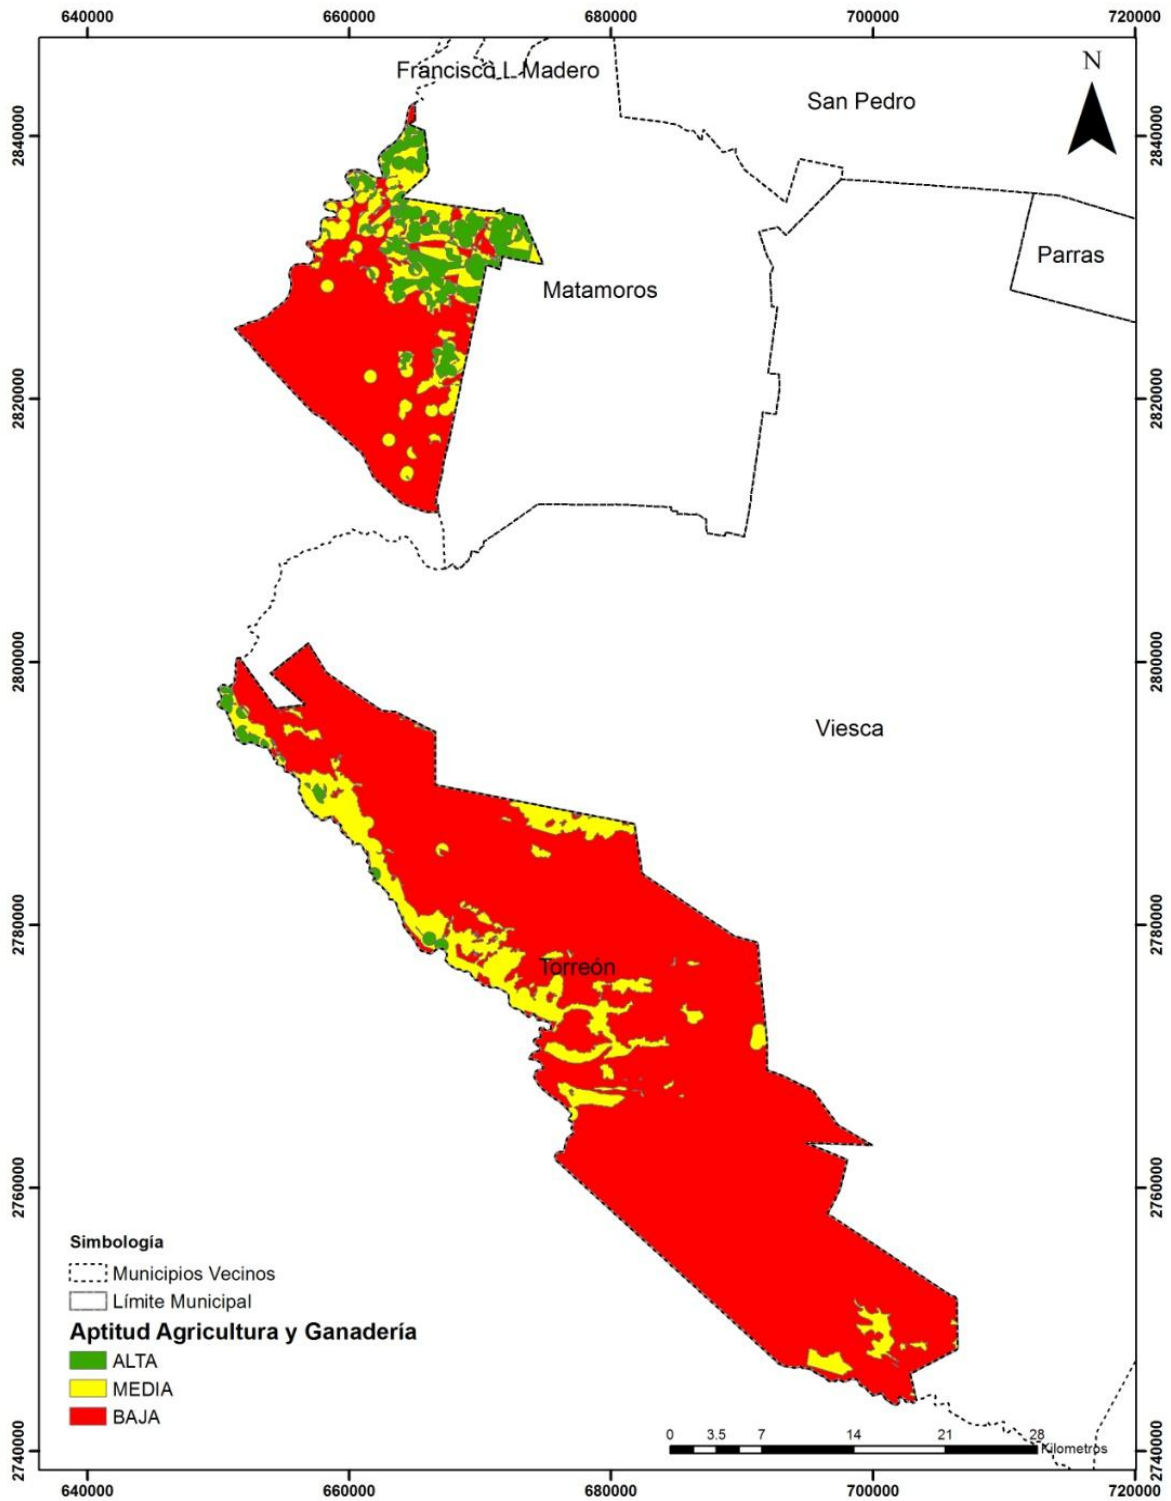 640000 660000 680000 700000 720000
Francisco I. Madero
N
San Pedro
2840000 2840000
Parras
Matamoros
2820000 2820000
2800000 2800000
Viesca
2780000 2780000
Torreón
2760000 2760000
Simbología
Municipios Vecinos
Límite Municipal
Aptitud Agricultura y Ganadería
ALTA
MEDIA
BAJA
0 3.5 7 14 21 28
Kilometros
2740000 2740000
640000 660000 680000 700000 720000